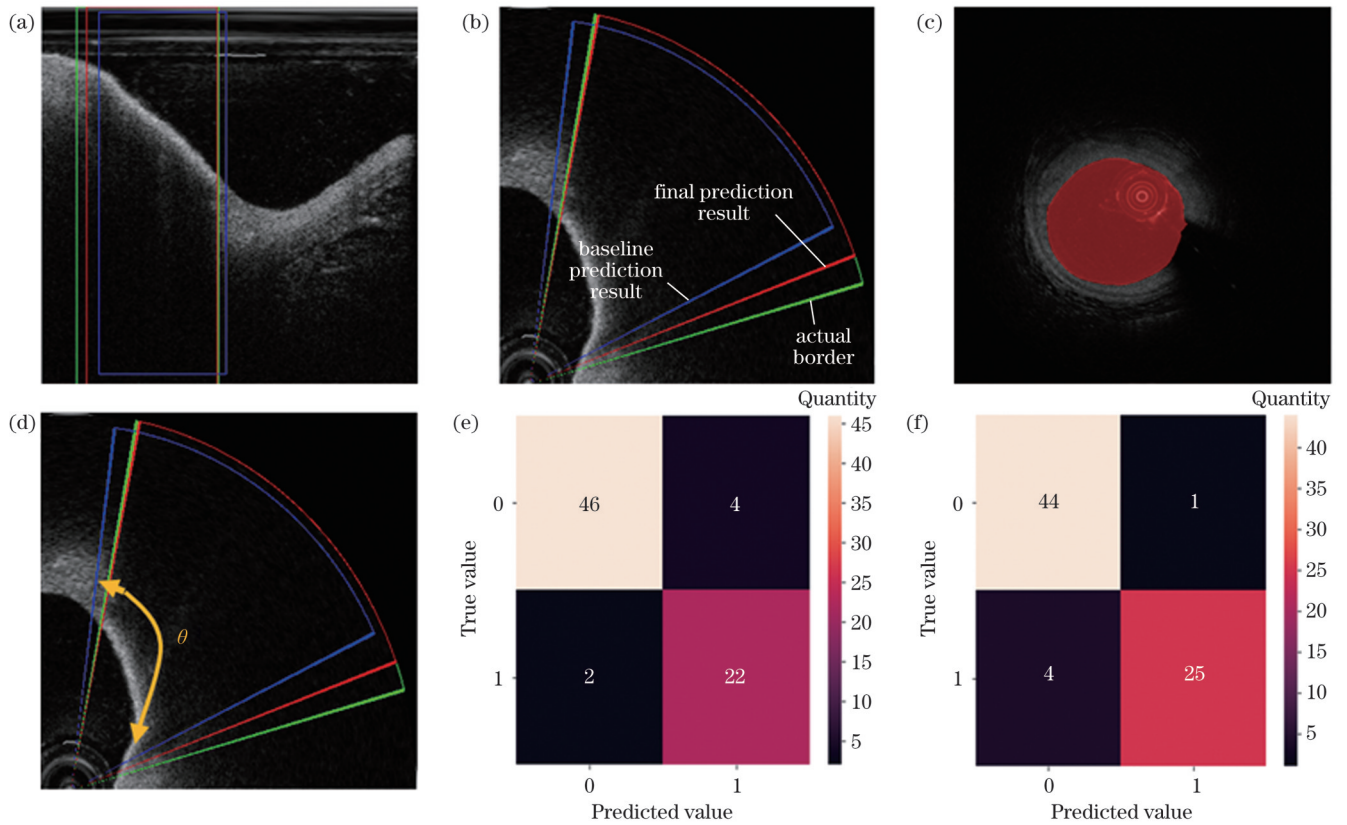 (a)
(b)
final prediction
result
baseline
prediction
result
actual
border
(c)
(d)
θ
(e)
Quantity
45
40
35
30
25
20
15
10
5
True value
0
46
4
1
2
22
0
1
Predicted value
(f)
Quantity
40
35
30
25
20
15
10
5
True value
0
44
1
1
4
25
0
1
Predicted value